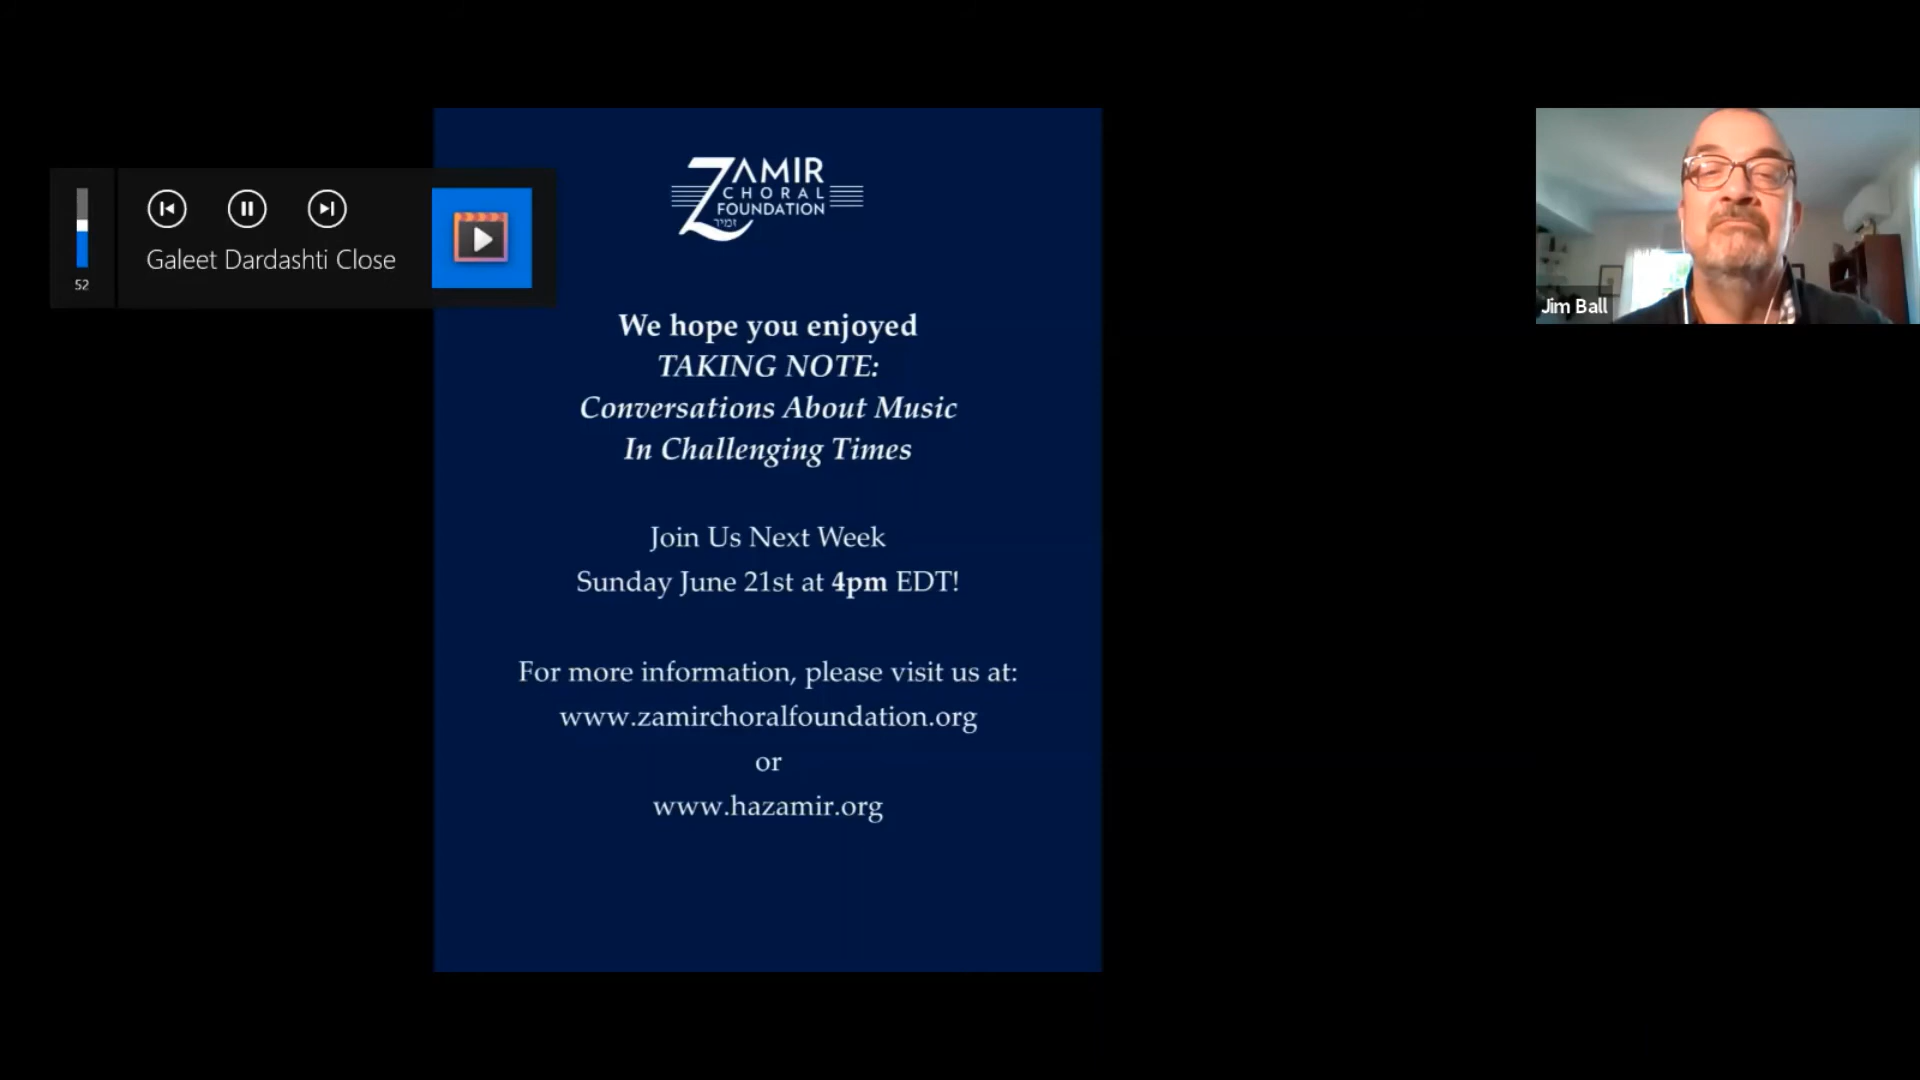 ZAMIR
CHORAL
FOUNDATION
זמיר
Galeet Dardashti Close
52
We hope you enjoyed
TAKING NOTE:
Conversations About Music
In Challenging Times
Join Us Next Week
Sunday June 21st at 4pm EDT!
For more information, please visit us at:
www.zamirchoralfoundation.org
or
www.hazamir.org
Jim Ball